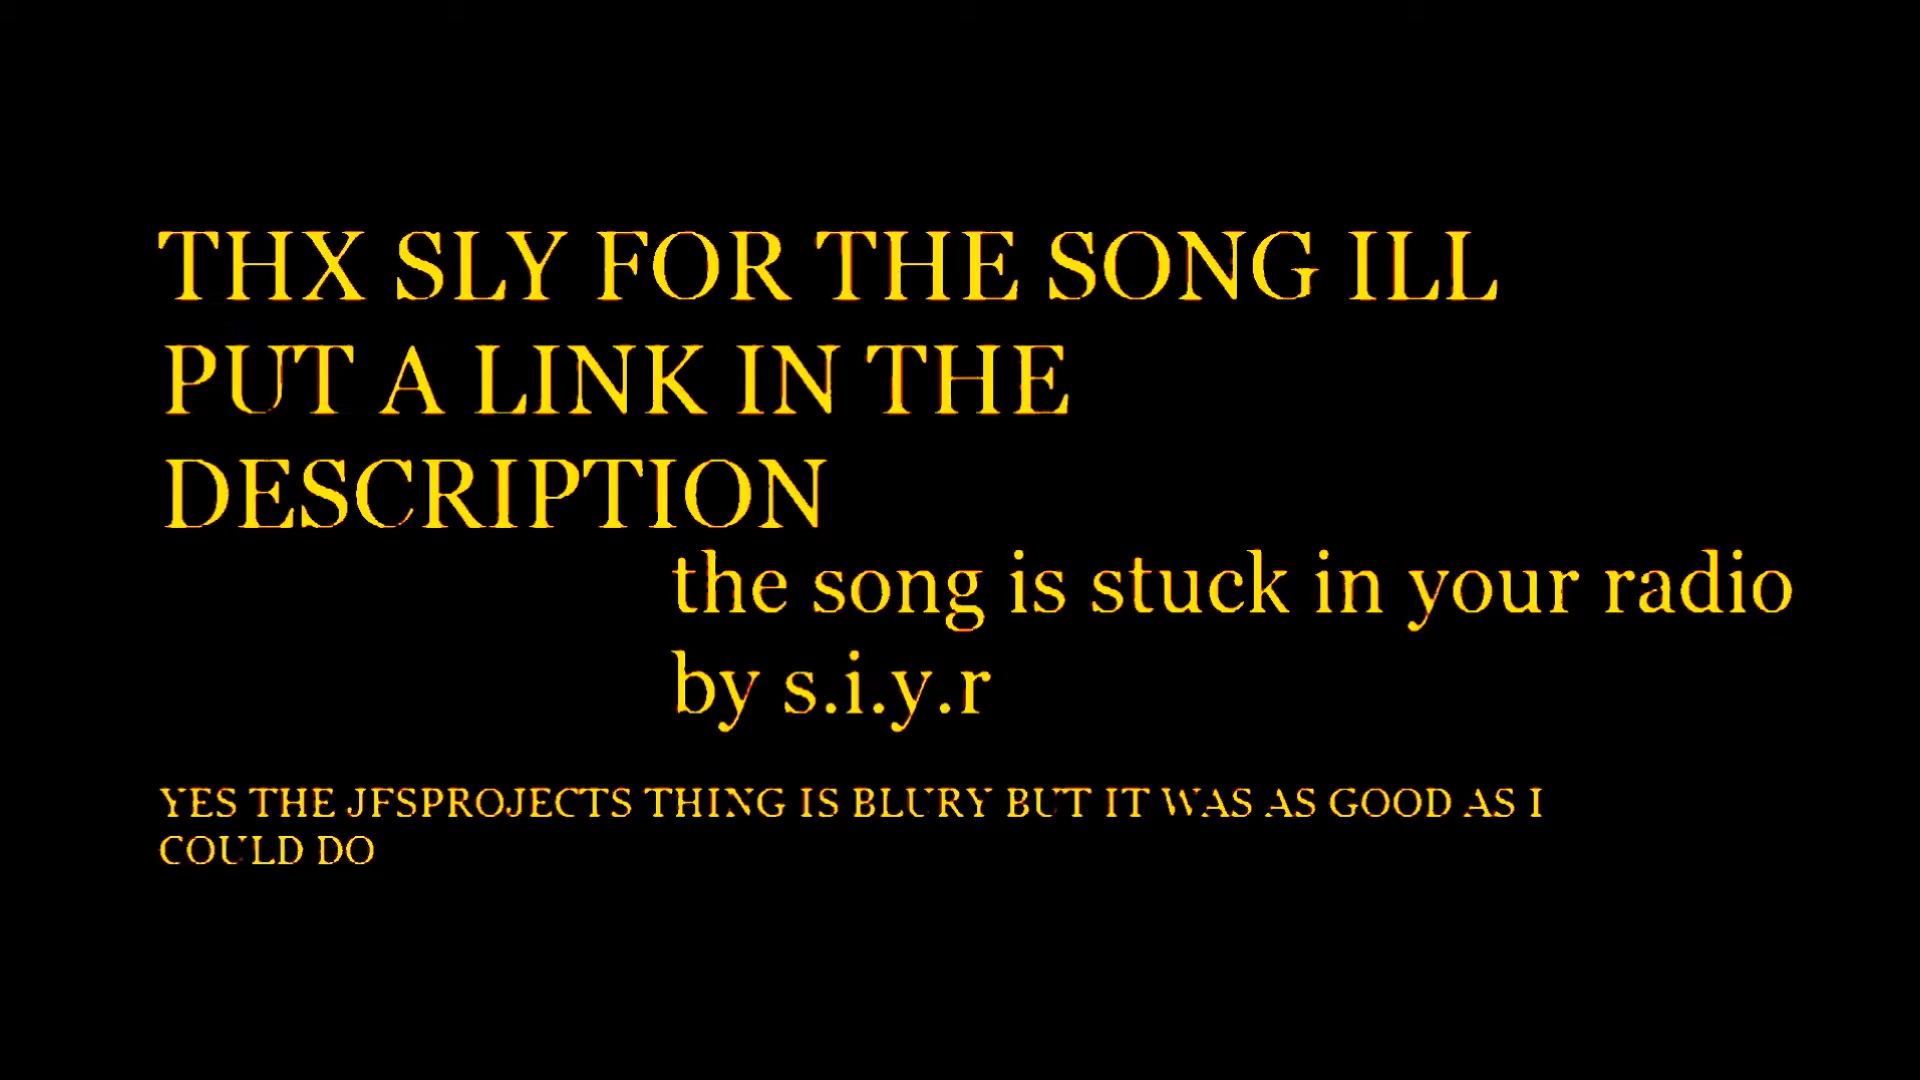 THX SLY FOR THE SONG ILL
PUT A LINK IN THE
DESCRIPTION
the song is stuck in your radio
by s.i.y.r
YES THE JFSPROJECTS THING IS BLURY BUT IT WAS AS GOOD AS I
COULD DO